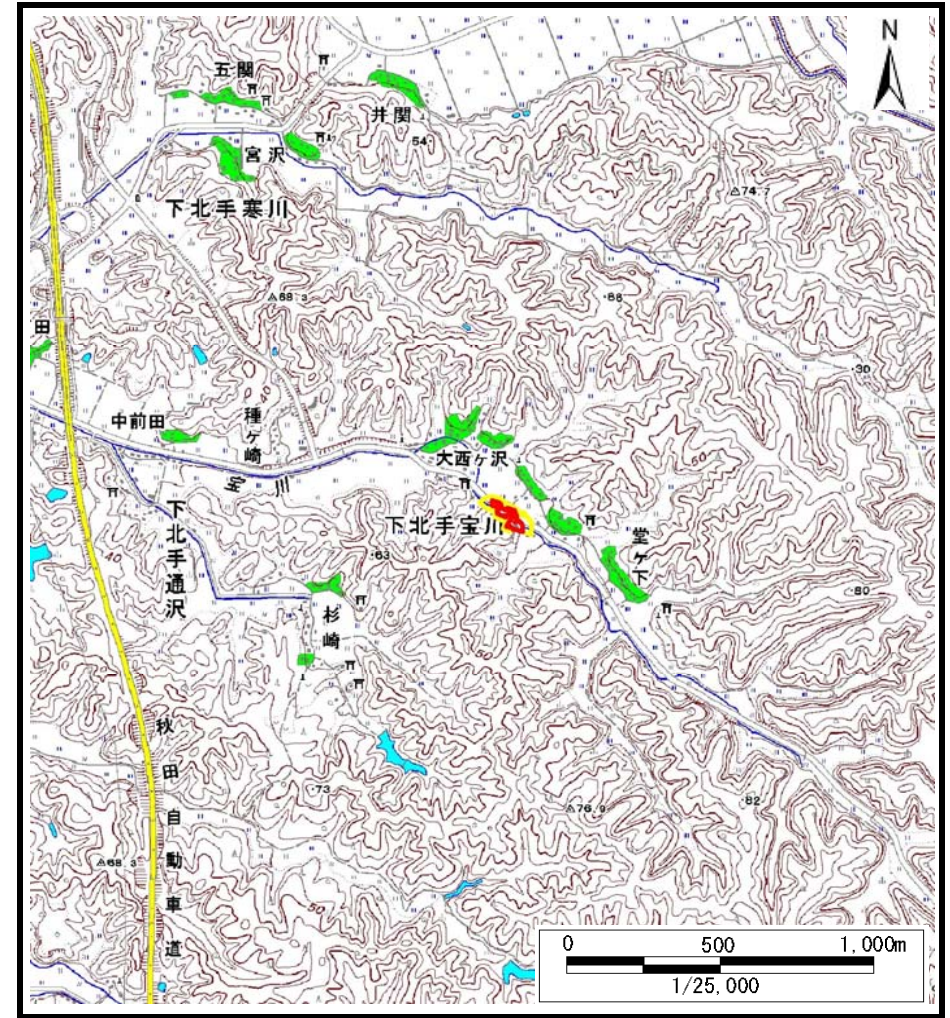 N
五関
井関
54
宮沢
74.7
下北手寒川
68.3
66
田
30
中前田
種ヶ崎
宝川
大西ヶ沢
下北手宝川
堂ヶ下
下北手通沢
63
80
杉崎
秋田自動車道
73
76.9
82
68.3
50
0 500 1,000m
1/25,000